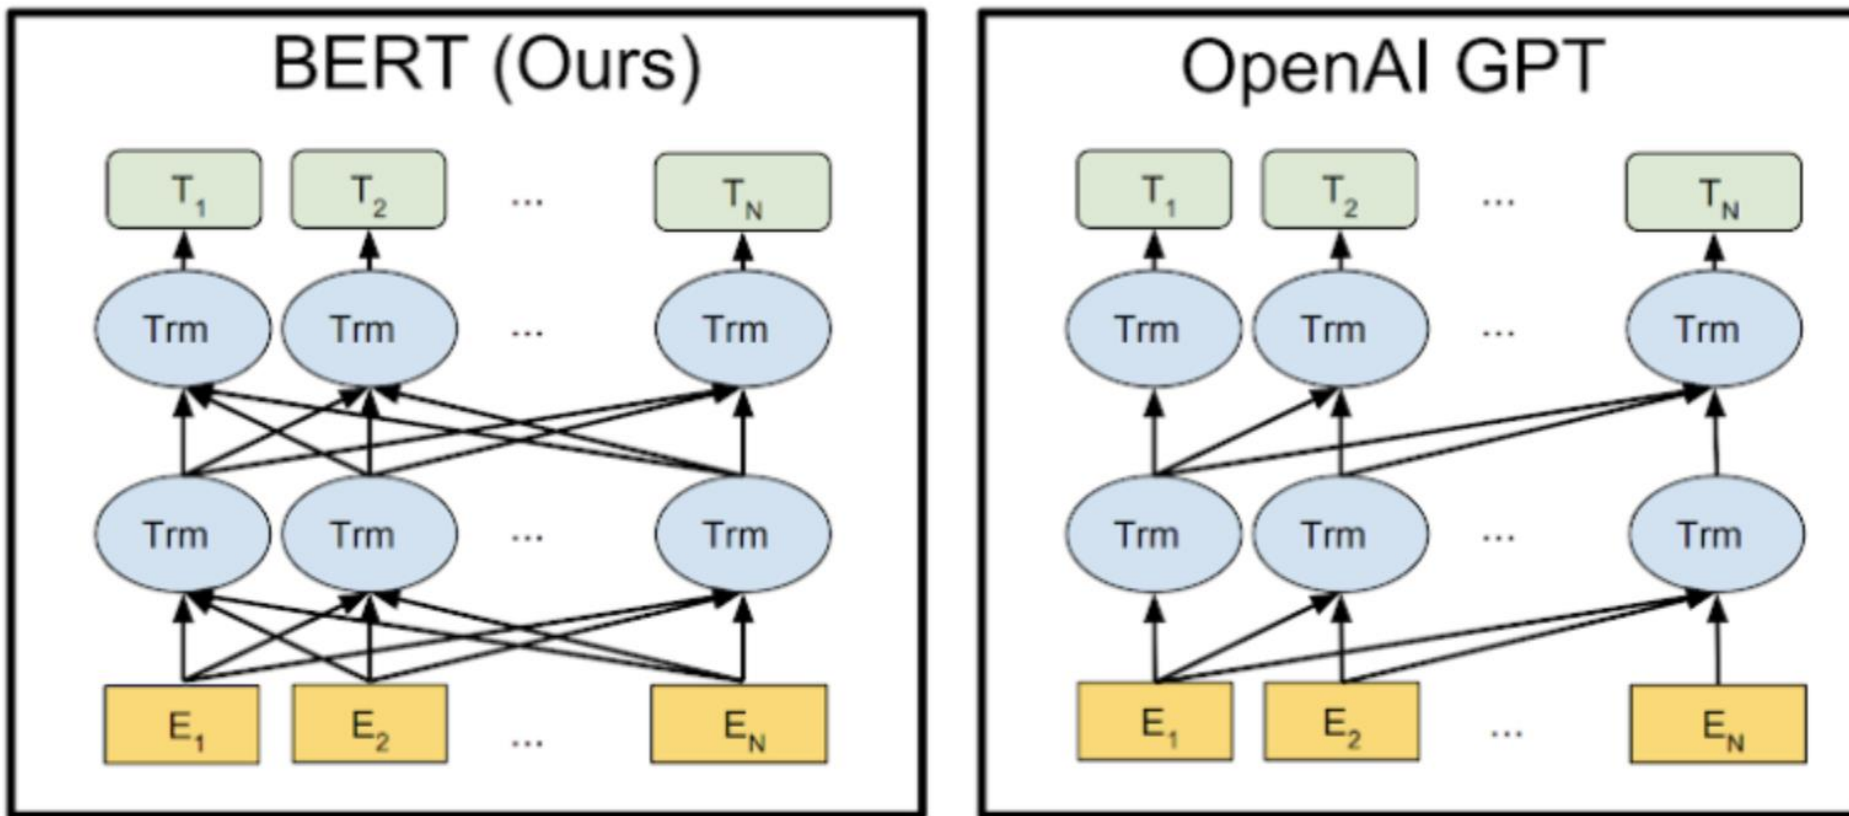 BERT (Ours)
T1 T2 ... TN
Trm Trm ... Trm
Trm Trm ... Trm
E1 E2 ... EN
OpenAI GPT
T1 T2 ... TN
Trm Trm ... Trm
Trm Trm ... Trm
E1 E2 ... EN